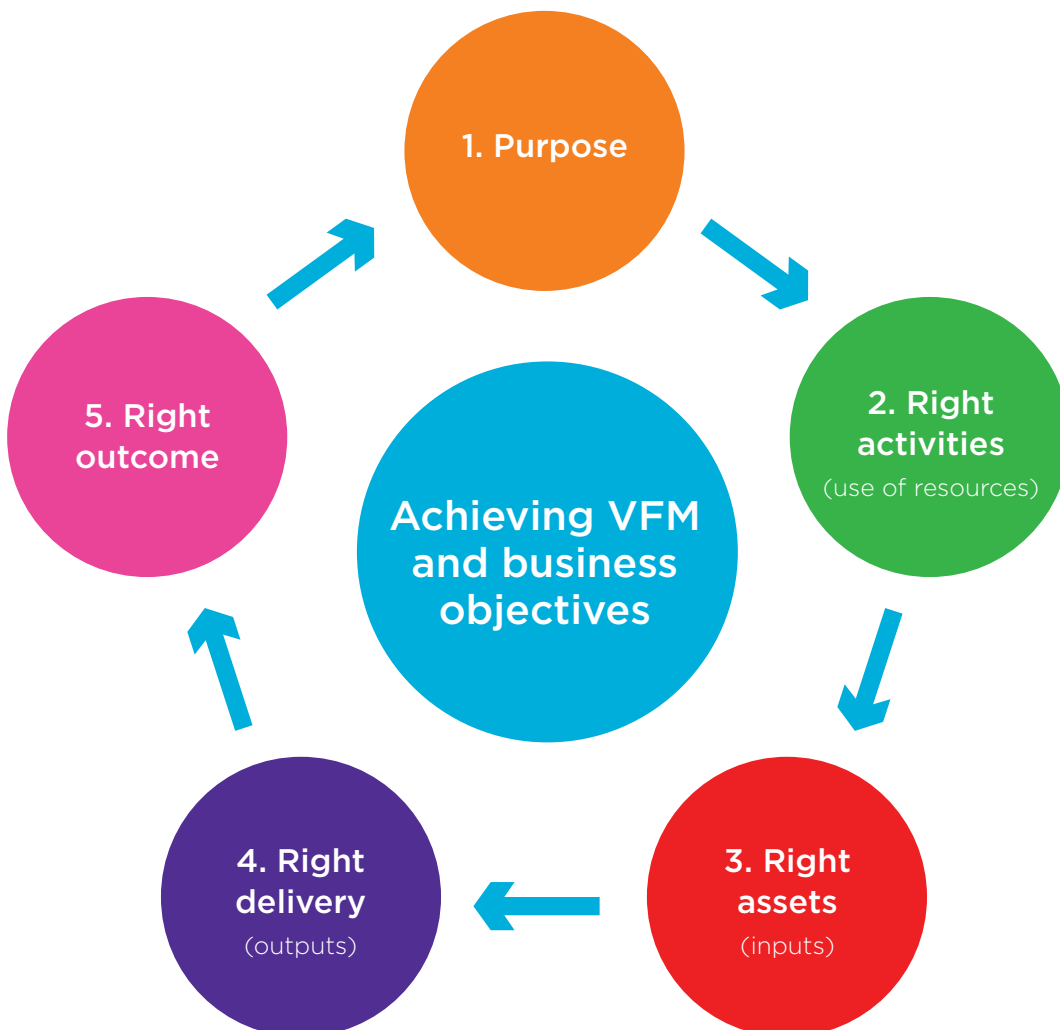 1. Purpose
2. Right
activities
(use of resources)
3. Right
assets
(inputs)
4. Right
delivery
(outputs)
5. Right
outcome
Achieving VFM
and business
objectives